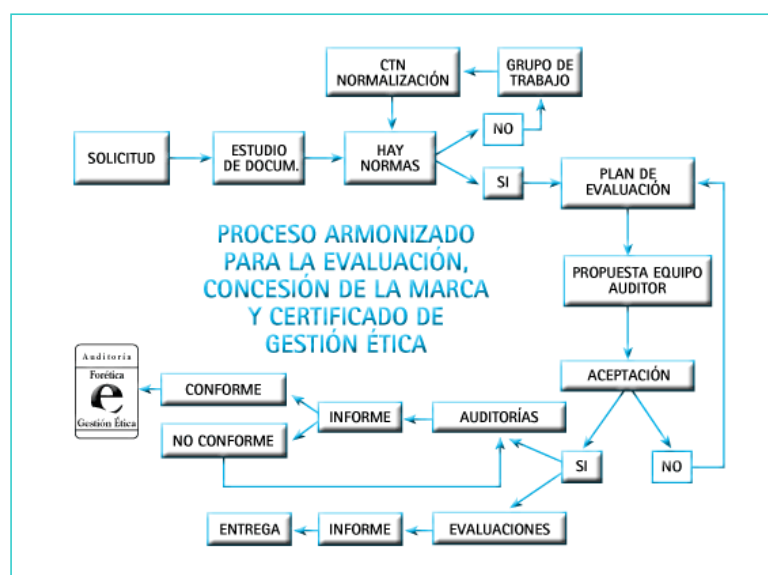 CTN
NORMALIZACIÓN
GRUPO DE
TRABAJO
SOLICITUD
ESTUDIO
DE DOCUM.
HAY
NORMAS
NO
SI
PLAN DE
EVALUACIÓN
PROCESO ARMONIZADO
PARA LA EVALUACIÓN,
CONCESIÓN DE LA MARCA
Y CERTIFICADO DE
GESTIÓN ÉTICA
PROPUESTA EQUIPO
AUDITOR
ACEPTACIÓN
SI
NO
AUDITORÍAS
INFORME
CONFORME
NO CONFORME
Auditoría
Forética
e
Gestión Ética
EVALUACIONES
INFORME
ENTREGA